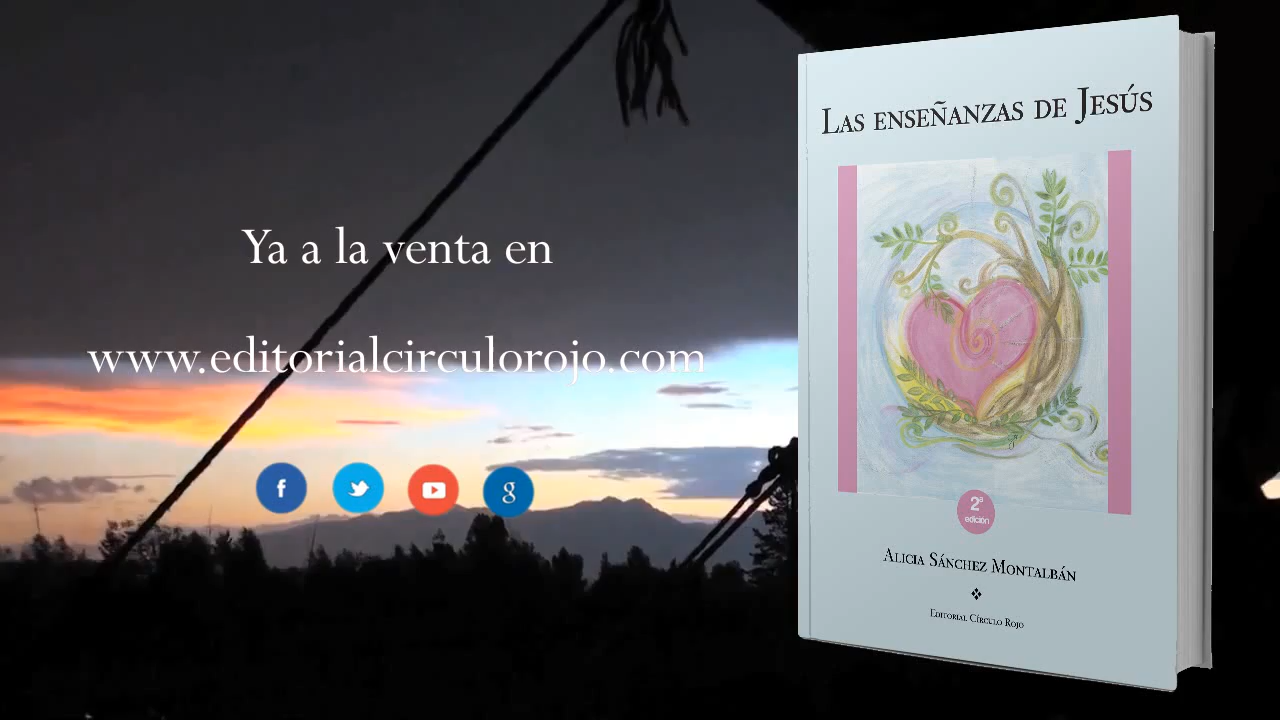 Ya a la venta en
www.editorialcirculorojo.com
f
g
LAS ENSEÑANZAS DE JESÚS
2ª
edición
ALICIA SÁNCHEZ MONTALBÁN
EDITORIAL CÍRCULO ROJO